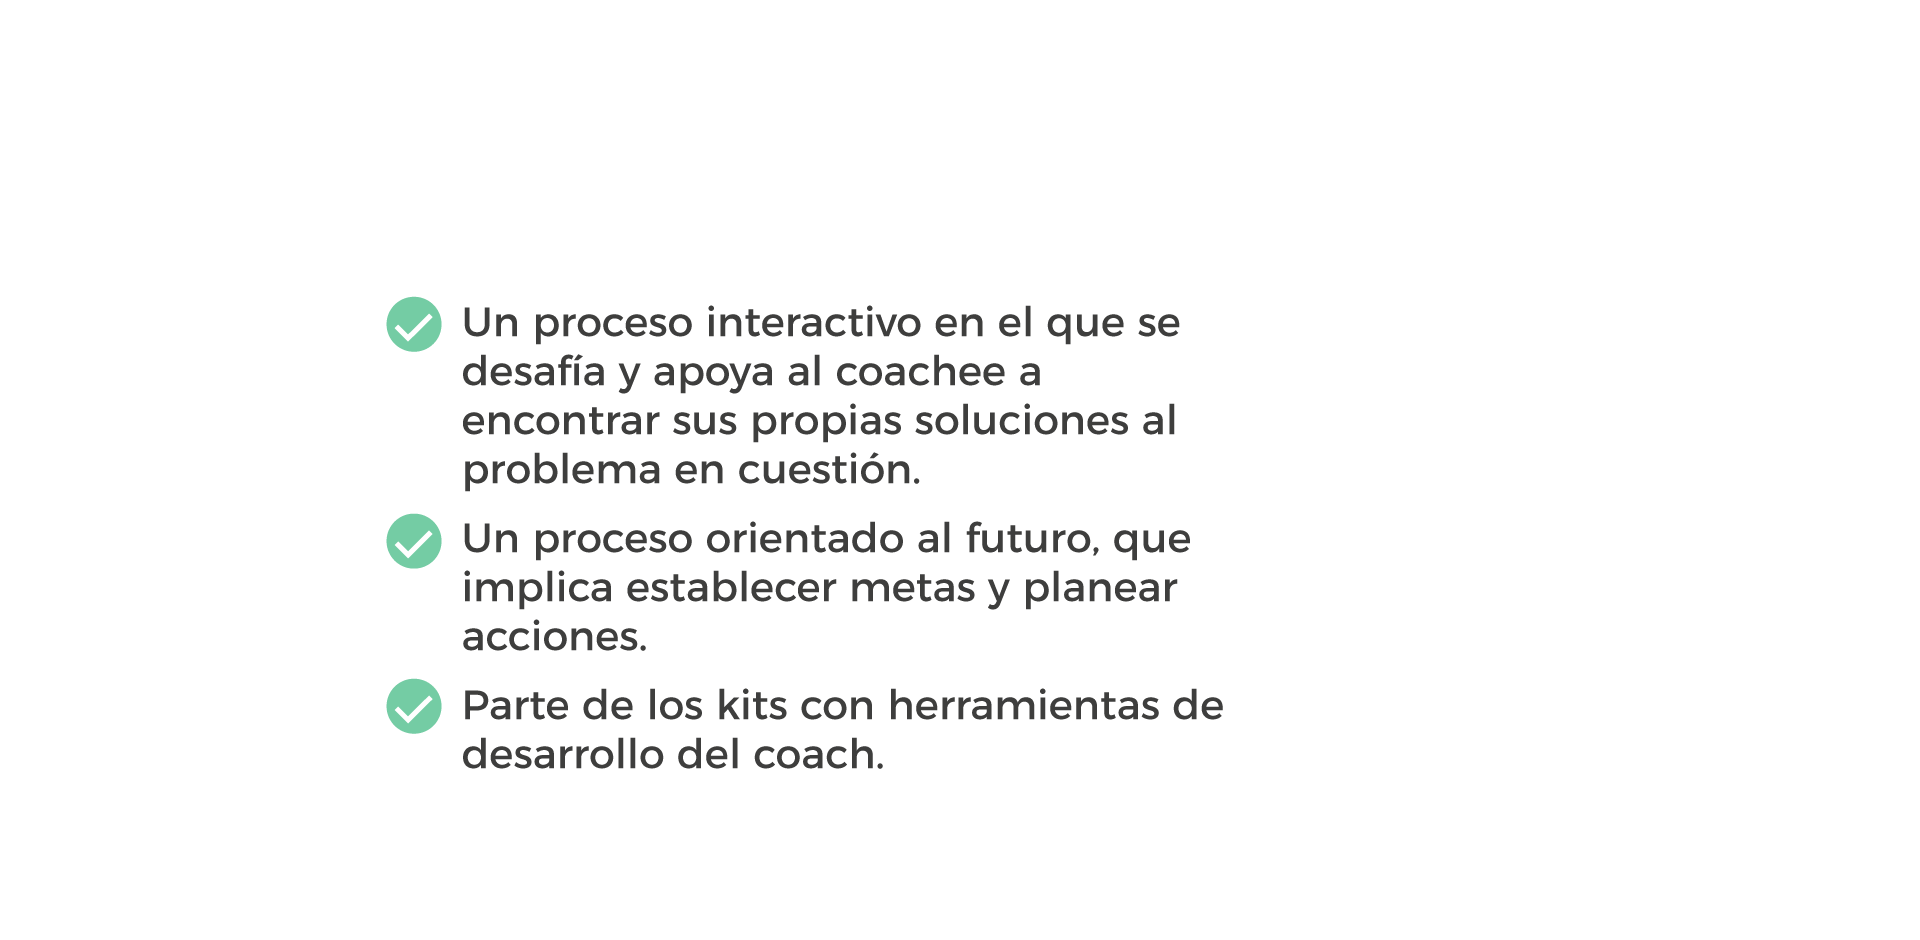 Un proceso interactivo en el que se
desafía y apoya al coachee a
encontrar sus propias soluciones al
problema en cuestión.
Un proceso orientado al futuro, que
implica establecer metas y planear
acciones.
Parte de los kits con herramientas de
desarrollo del coach.